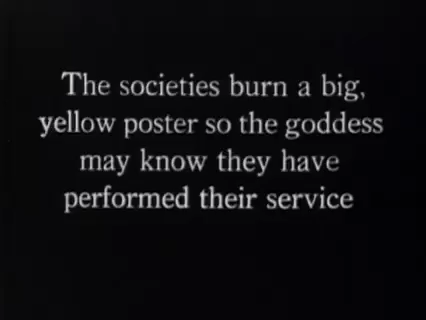 The societies burn a big,
yellow poster so the goddess
may know they have
performed their service